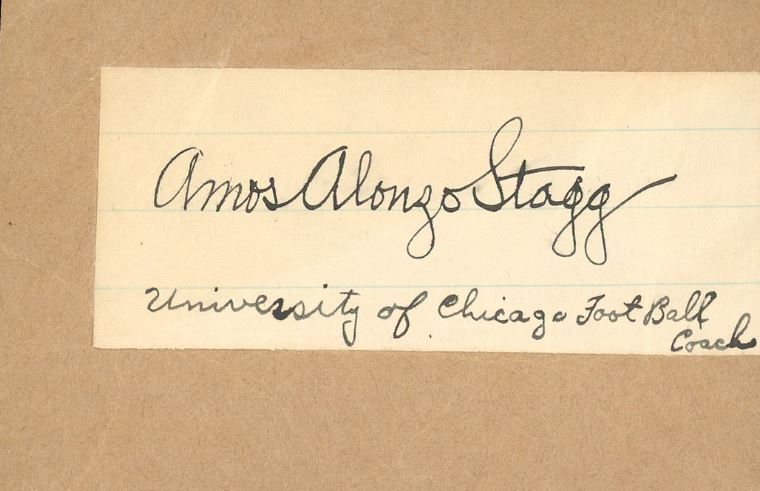 Amos Alonzo Stagg
University of Chicago Foot Ball
Coach